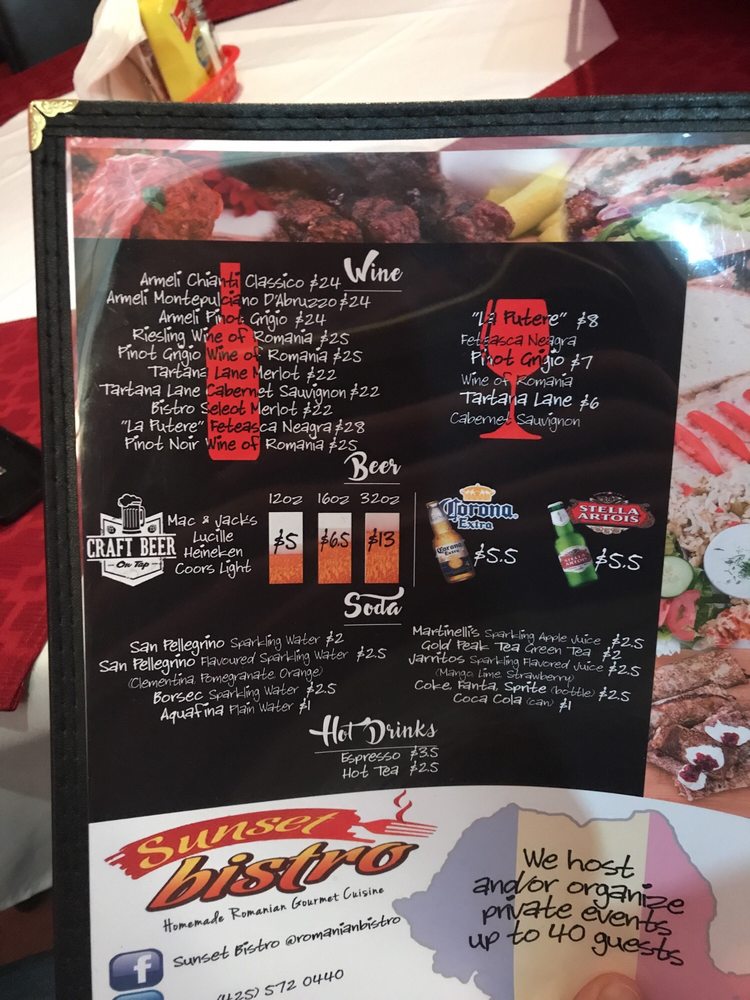 Wine
Armeli Chianti Classico $24
Armeli Montepulciano D'Abruzzo $24
Armeli Pinot Grigio $24
Riesling Wine of Romania $25
Pinot Grigio Wine of Romania $25
Tartana Lane Merlot $22
Tartana Lane Cabernet Sauvignon $22
Bistro Select Merlot $22
"La Putere" Feteasca Neagra $28
Pinot Noir Wine of Romania $25
"La Putere" $8
Feteasca Neagra
Pinot Grigio $7
Wine of Romania
Tartana Lane $6
Cabernet Sauvignon
Beer
CRAFT BEER
On Tap
Mac & Jack's
Lucille
Heineken
Coors Light
12oz 16oz 32oz
$5 $6.5 $13
Corona
Extra
$5.5
STELLA
ARTOIS
$5.5
Soda
San Pellegrino Sparkling Water $2
San Pellegrino Flavoured Sparkling Water $2.5
(Clementina, Pomegranate Orange)
Borsec Sparkling Water $2.5
Aquafina Plain Water $1
Martinelli's Sparkling Apple Juice $2.5
Gold Peak Tea Green Tea $2
Jarritos Sparkling Flavored Juice $2.5
(Mango, Lime, Strawberry)
Coke, Fanta, Sprite (bottle) $2.5
Coca Cola (can) $1
Hot Drinks
Espresso $3.5
Hot Tea $2.5
Sunset
bistro
Homemade Romanian Gourmet Cuisine
Sunset Bistro @romanianbistro
(425) 572 0440
We host
and/or organize
private events
up to 40 guests